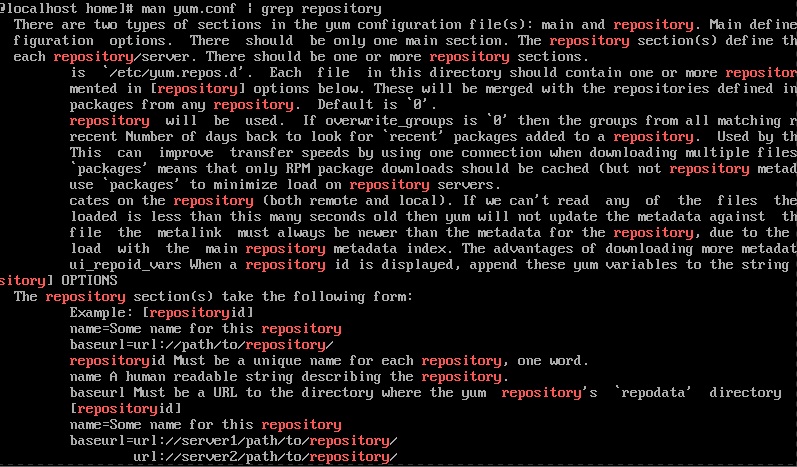 @localhost home]# man yum.conf | grep repository
There are two types of sections in the yum configuration file(s): main and repository. Main define
figuration options. There should be only one main section. The repository section(s) define th
each repository/server. There should be one or more repository sections.
is `/etc/yum.repos.d'. Each file in this directory should contain one or more repositor
mented in [repository] options below. These will be merged with the repositories defined in
packages from any repository. Default is `0'.
repository will be used. If overwrite_groups is `0' then the groups from all matching r
recent Number of days back to look for `recent' packages added to a repository. Used by th
This can improve transfer speeds by using one connection when downloading multiple files
`packages' means that only RPM package downloads should be cached (but not repository metad
use `packages' to minimize load on repository servers.
cates on the repository (both remote and local). If we can't read any of the files the
loaded is less than this many seconds old then yum will not update the metadata against th
file the metalink must always be newer than the metadata for the repository, due to the
load with the main repository metadata index. The advantages of downloading more metadat
ui_repoid_vars When a repository id is displayed, append these yum variables to the string
sitory] OPTIONS
The repository section(s) take the following form:
Example: [repositoryid]
name=Some name for this repository
baseurl=url://path/to/repository/
repositoryid Must be a unique name for each repository, one word.
name A human readable string describing the repository.
baseurl Must be a URL to the directory where the yum repository's `repodata' directory
[repositoryid]
name=Some name for this repository
baseurl=url://server1/path/to/repository/
url://server2/path/to/repository/